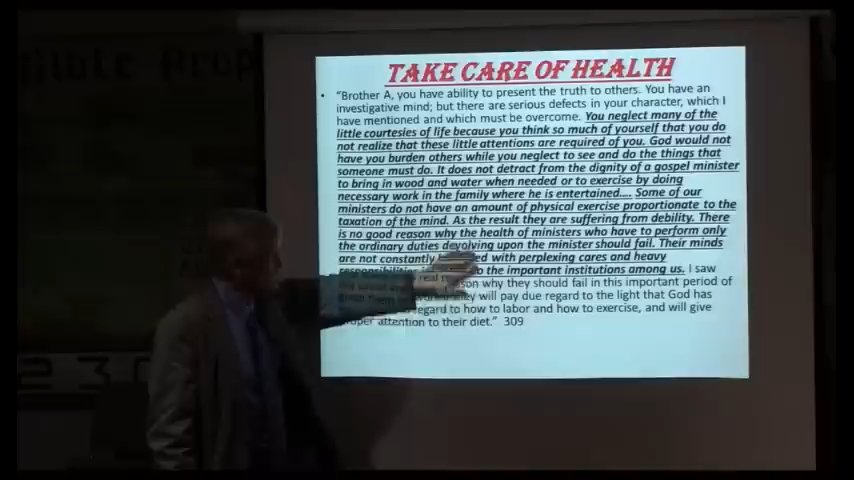 Bible Prop
TAKE CARE OF HEALTH
• “Brother A, you have ability to present the truth to others. You have an
investigative mind; but there are serious defects in your character, which I
have mentioned and which must be overcome. You neglect many of the
little courtesies of life because you think so much of yourself that you do
not realize that these little attentions are required of you. God would not
have you burden others while you neglect to see and do the things that
someone must do. It does not detract from the dignity of a gospel minister
to bring in wood and water when needed or to exercise by doing
necessary work in the family where he is entertained.... Some of our
ministers do not have an amount of physical exercise proportionate to the
taxation of the mind. As the result they are suffering from debility. There
is no good reason why the health of ministers who have to perform only
the ordinary duties devolving upon the minister should fail. Their minds
are not constantly with perplexing cares and heavy
to the important institutions among us. I saw
real why they should fail in this important period of
will pay due regard to the light that God has
regard to how to labor and how to exercise, and will give
attention to their diet.” 309
230